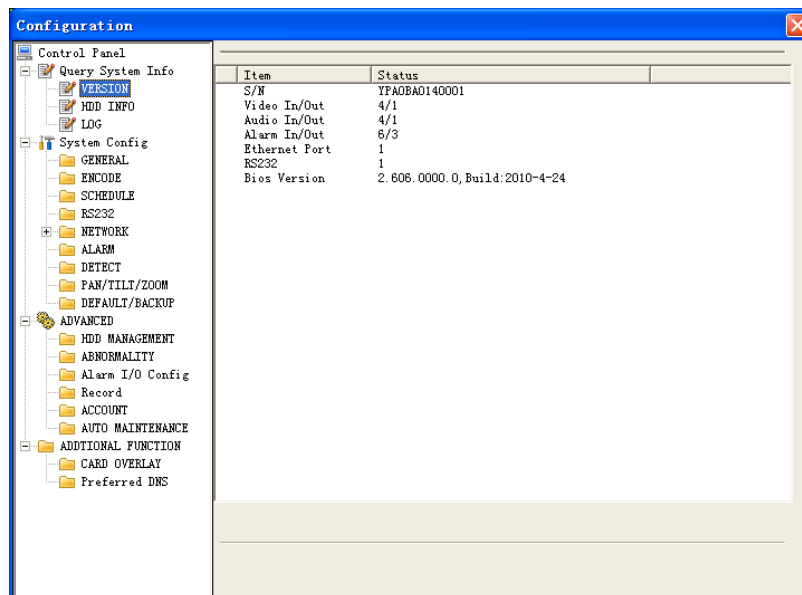 Configuration
Control Panel
Query System Info
VERSION
HDD INFO
LOG
System Config
GENERAL
ENCODE
SCHEDULE
RS232
NETWORK
ALARM
DETECT
PAN/TILT/ZOOM
DEFAULT/BACKUP
ADVANCED
HDD MANAGEMENT
ABNORMALITY
Alarm I/O Config
Record
ACCOUNT
AUTO MAINTENANCE
ADDTIONAL FUNCTION
CARD OVERLAY
Preferred DNS
Item Status
S/N YPA0BA0140001
Video In/Out 4/1
Audio In/Out 4/1
Alarm In/Out 6/3
Ethernet Port 1
RS232 1
Bios Version 2.606.0000.0,Build:2010-4-24